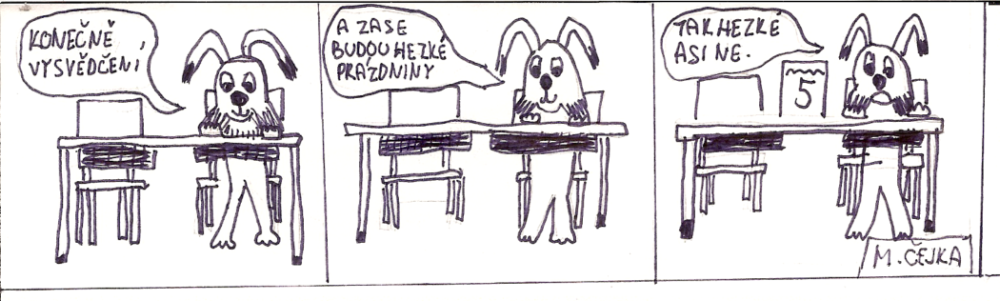 KONEČNĚ,
VYSVĚDČENÍ
A ZASE
BUDOU HEZKÉ
PRÁZDNINY
TAK HEZKÉ
ASI NE.
5
M. ČEJKA